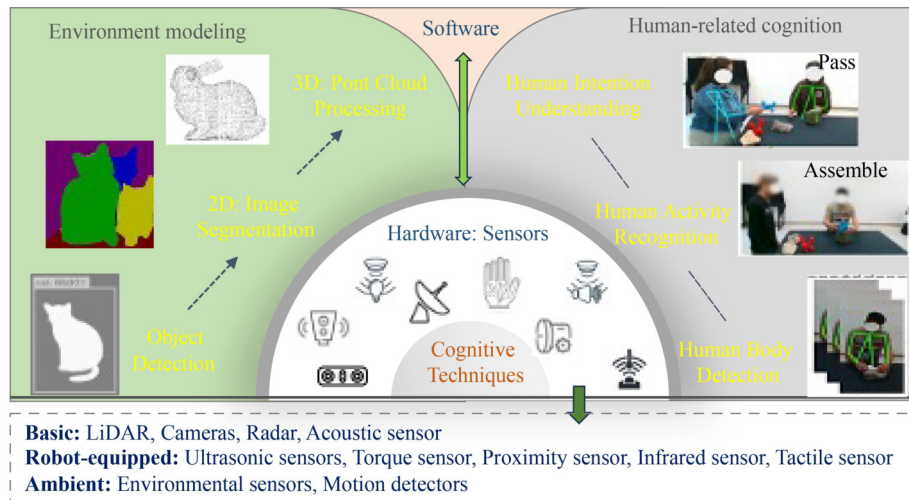 Environment modeling
Software
Human-related cognition
3D: Pont Cloud
Processing
Human Intention
Understanding
Pass
2D: Image
Segmentation
Hardware: Sensors
Assemble
Human Activity
Recognition
Object
Detection
Cognitive
Techniques
Human Body
Detection
Basic: LiDAR, Cameras, Radar, Acoustic sensor
Robot-equipped: Ultrasonic sensors, Torque sensor, Proximity sensor, Infrared sensor, Tactile sensor
Ambient: Environmental sensors, Motion detectors